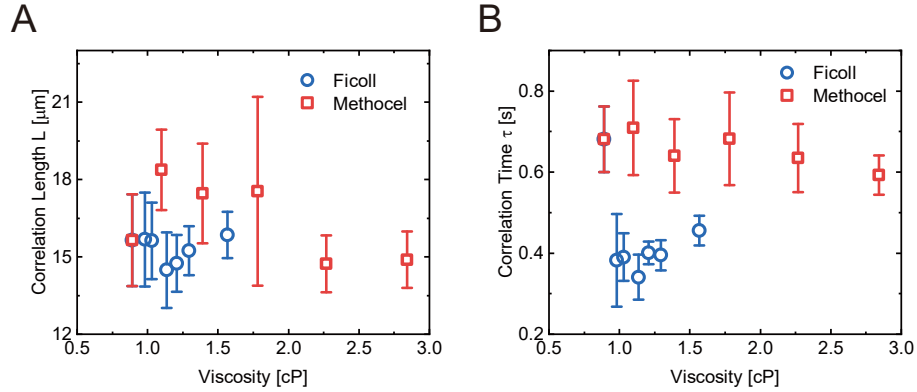 A
Correlation Length L [μm]
21
18
15
12
0.5 1.0 1.5 2.0 2.5 3.0
Viscosity [cP]
Ficoll
Methocel
B
Correlation Time τ [s]
0.8
0.6
0.4
0.2
0.5 1.0 1.5 2.0 2.5 3.0
Viscosity [cP]
Ficoll
Methocel